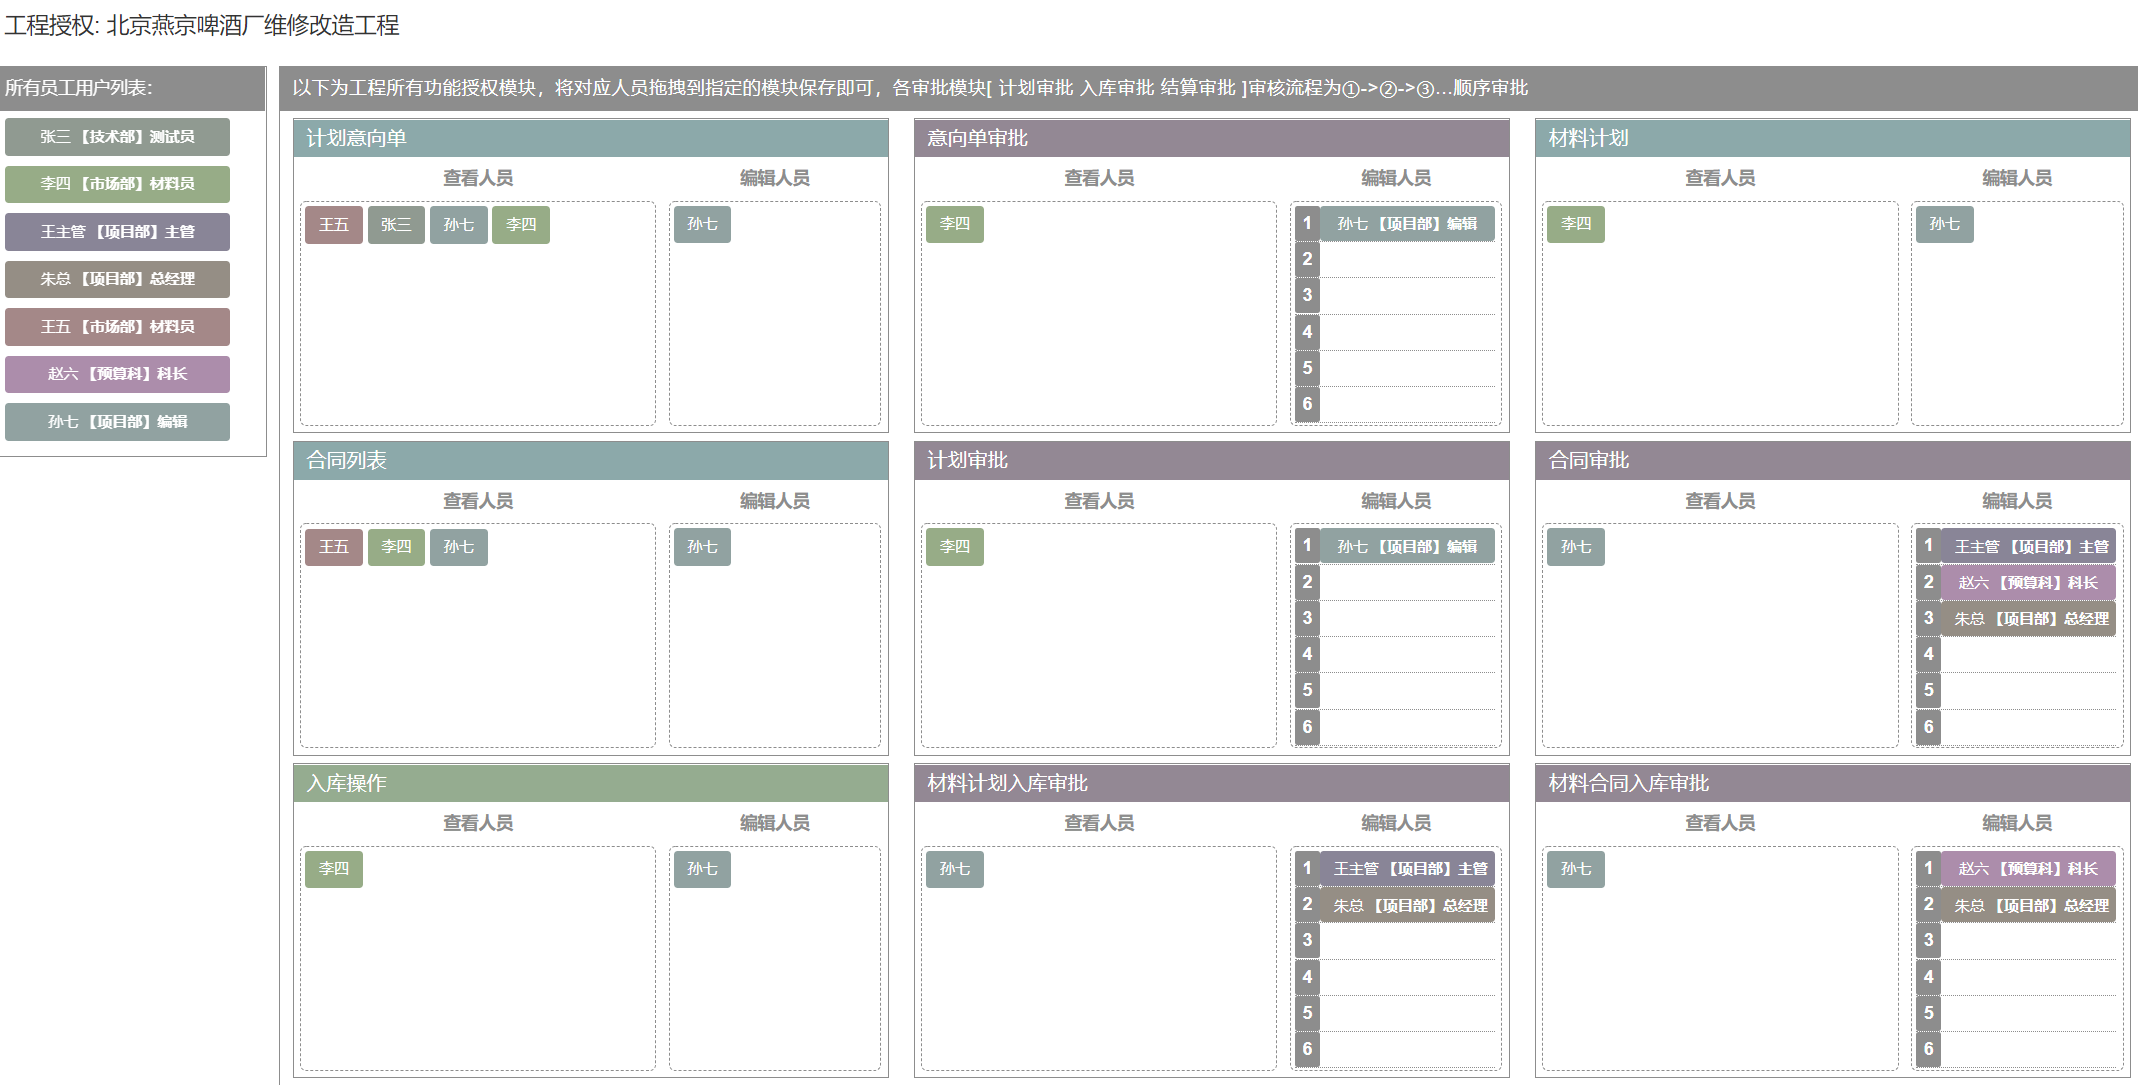 工程授权: 北京燕京啤酒厂维修改造工程
所有员工用户列表:
张三 【技术部】测试员
李四 【市场部】材料员
王主管 【项目部】主管
朱总 【项目部】总经理
王五 【市场部】材料员
赵六 【预算科】科长
孙七 【项目部】编辑
以下为工程所有功能授权模块，将对应人员拖拽到指定的模块保存即可，各审批模块[ 计划审批 入库审批 结算审批 ]审核流程为①->②->③...顺序审批
计划意向单
查看人员 编辑人员
王五 张三 孙七 李四 孙七
意向单审批
查看人员 编辑人员
李四 1 孙七 【项目部】编辑
2
3
4
5
6
材料计划
查看人员 编辑人员
李四 孙七
合同列表
查看人员 编辑人员
王五 李四 孙七 孙七
计划审批
查看人员 编辑人员
李四 1 孙七 【项目部】编辑
2
3
4
5
6
合同审批
查看人员 编辑人员
孙七 1 王主管 【项目部】主管
2 赵六 【预算科】科长
3 朱总 【项目部】总经理
4
5
6
入库操作
查看人员 编辑人员
李四 孙七
材料计划入库审批
查看人员 编辑人员
孙七 1 王主管 【项目部】主管
2 朱总 【项目部】总经理
3
4
5
6
材料合同入库审批
查看人员 编辑人员
孙七 1 赵六 【预算科】科长
2 朱总 【项目部】总经理
3
4
5
6